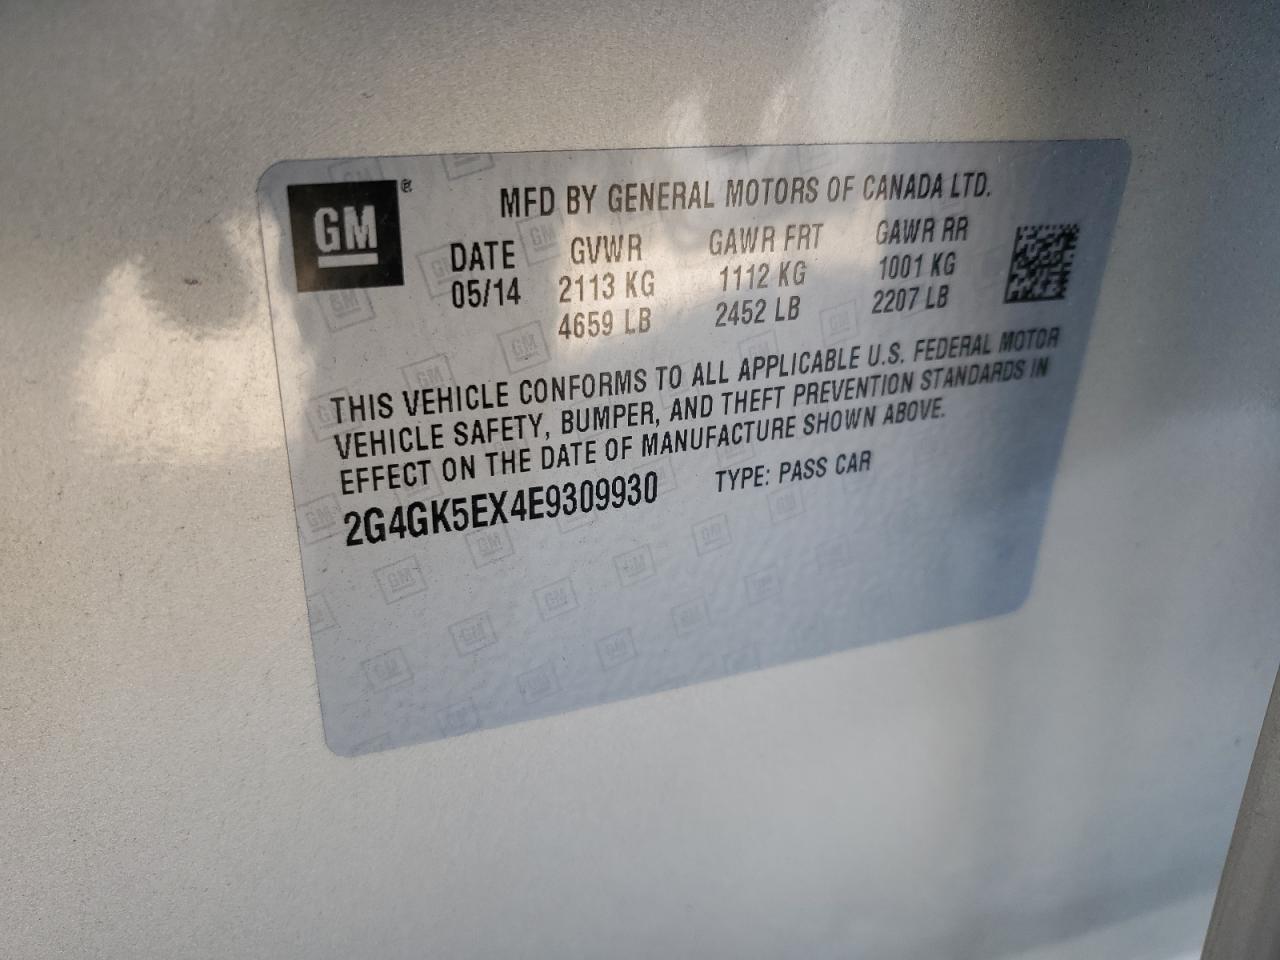 GM®
MFD BY GENERAL MOTORS OF CANADA LTD.
DATE GVWR GAWR FRT GAWR RR
05/14 2113 KG 1112 KG 1001 KG
4659 LB 2452 LB 2207 LB
THIS VEHICLE CONFORMS TO ALL APPLICABLE U.S. FEDERAL MOTOR
VEHICLE SAFETY, BUMPER, AND THEFT PREVENTION STANDARDS IN
EFFECT ON THE DATE OF MANUFACTURE SHOWN ABOVE.
2G4GK5EX4E9309930 TYPE: PASS CAR